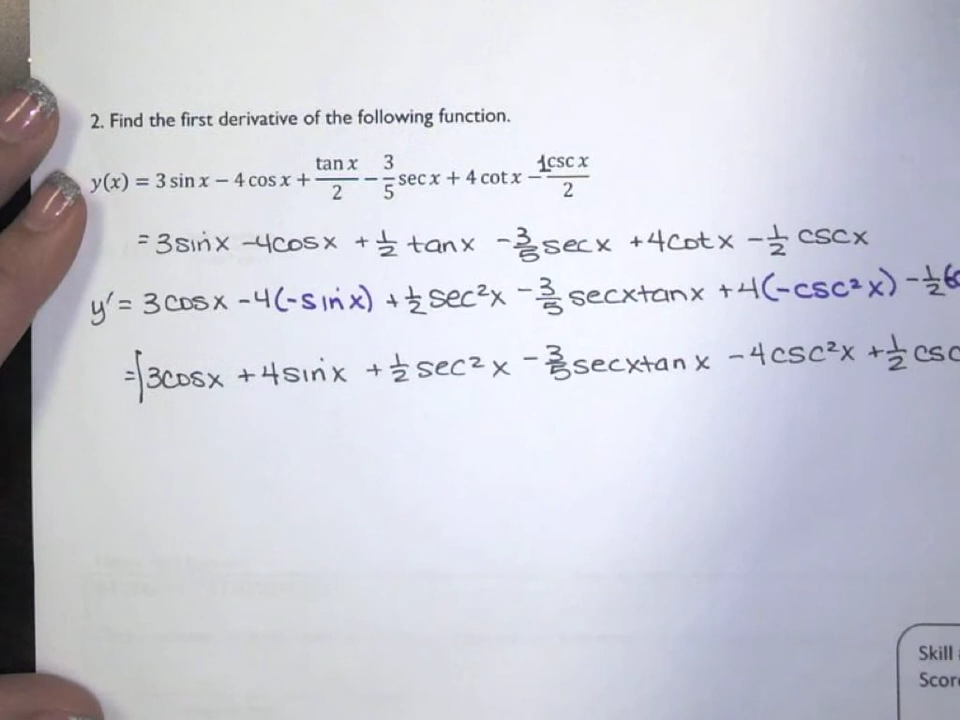 2. Find the first derivative of the following function.
y(x) = 3 sin x − 4 cos x + tan x/2 − 3/5 sec x + 4 cot x − 1csc x/2
= 3sinx -4cosx + 1/2 tanx - 3/5 secx +4cotx - 1/2 cscx
y' = 3cosx -4(-sinx) + 1/2 sec²x - 3/5 secxtanx +4(-csc²x) - 1/2
= 3cosx +4sinx + 1/2 sec²x - 3/5 secxtanx -4csc²x + 1/2 csc
Skill
Score